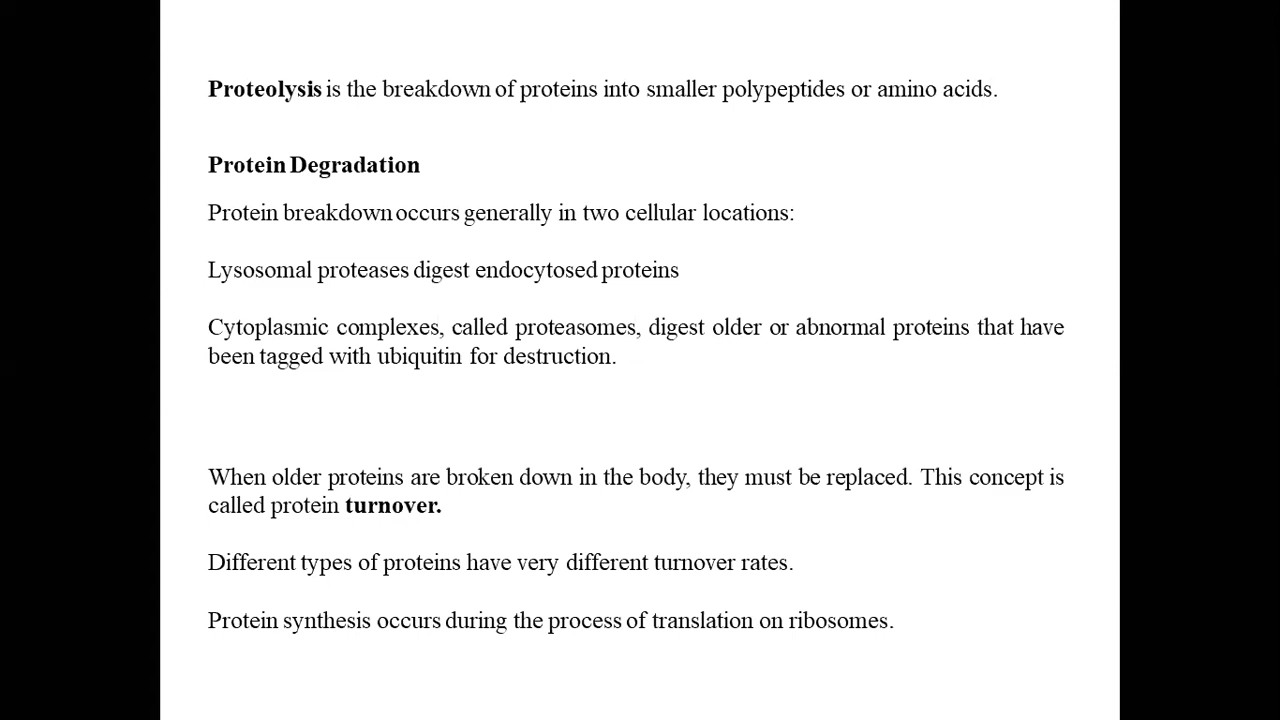 Proteolysis is the breakdown of proteins into smaller polypeptides or amino acids.
Protein Degradation
Protein breakdown occurs generally in two cellular locations:
Lysosomal proteases digest endocytosed proteins
Cytoplasmic complexes, called proteasomes, digest older or abnormal proteins that have
been tagged with ubiquitin for destruction.
When older proteins are broken down in the body, they must be replaced. This concept is
called protein turnover.
Different types of proteins have very different turnover rates.
Protein synthesis occurs during the process of translation on ribosomes.